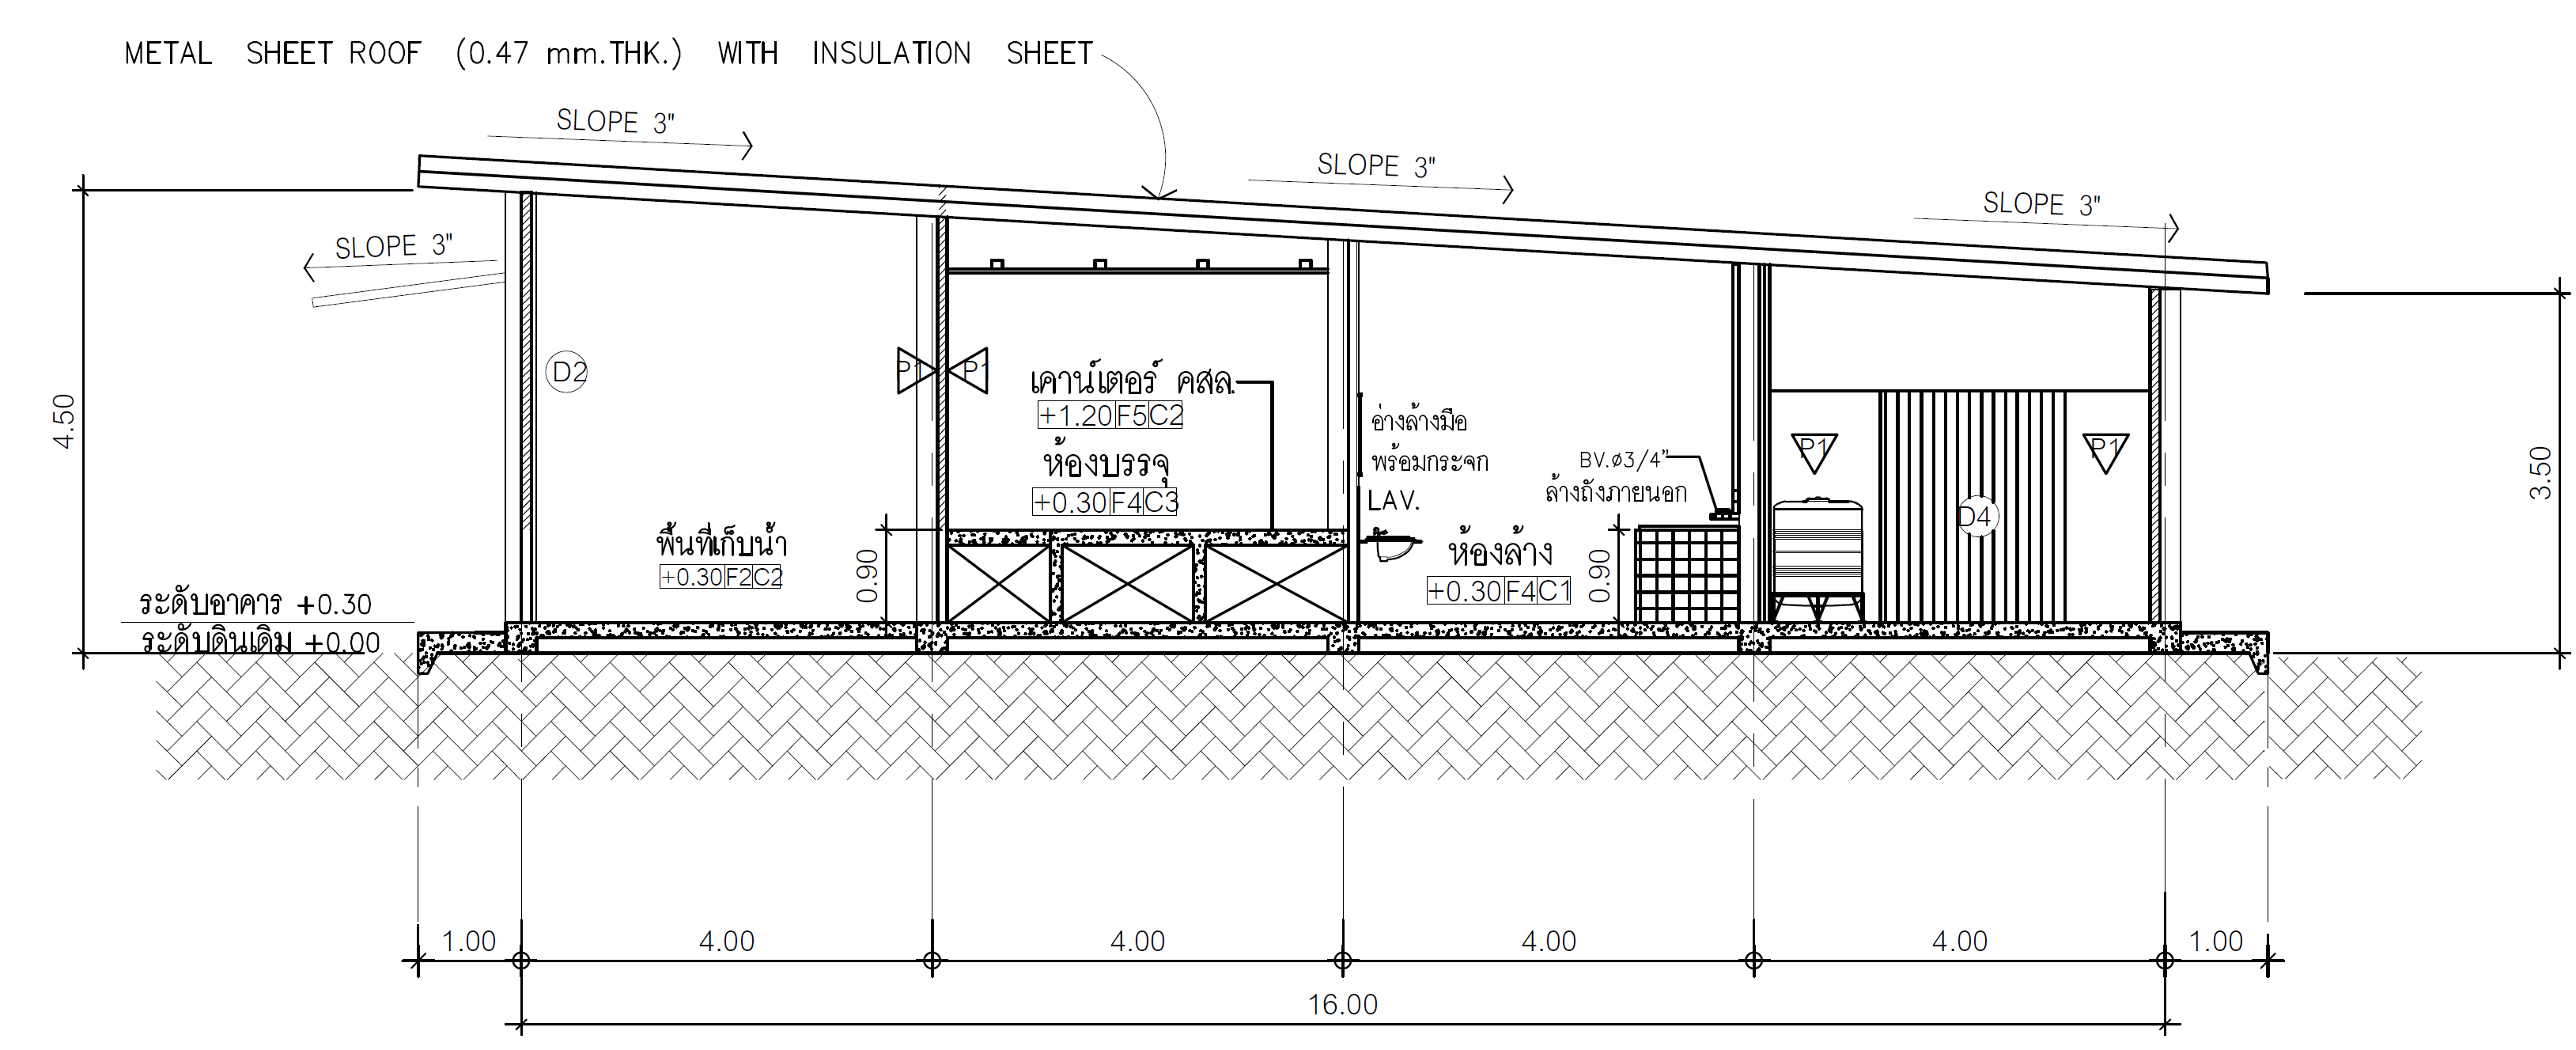 METAL SHEET ROOF (0.47 mm.THK.) WITH INSULATION SHEET
SLOPE 3"
SLOPE 3"
SLOPE 3"
SLOPE 3"
4.50
3.50
D2
P1
P1
เคาน์เตอร์ คสล.
+1.20 F5 C2
ห้องบรรจุ
+0.30 F4 C3
อ่างล้างมือ
พร้อมกระจก
LAV.
BV.ø3/4"
ล้างถังภายนอก
P1
P1
D4
พื้นที่เก็บน้ำ
+0.30 F2 C2
0.90
ห้องล้าง
+0.30 F4 C1
0.90
ระดับอาคาร +0.30
ระดับดินเดิม +0.00
1.00
4.00
4.00
4.00
4.00
1.00
16.00